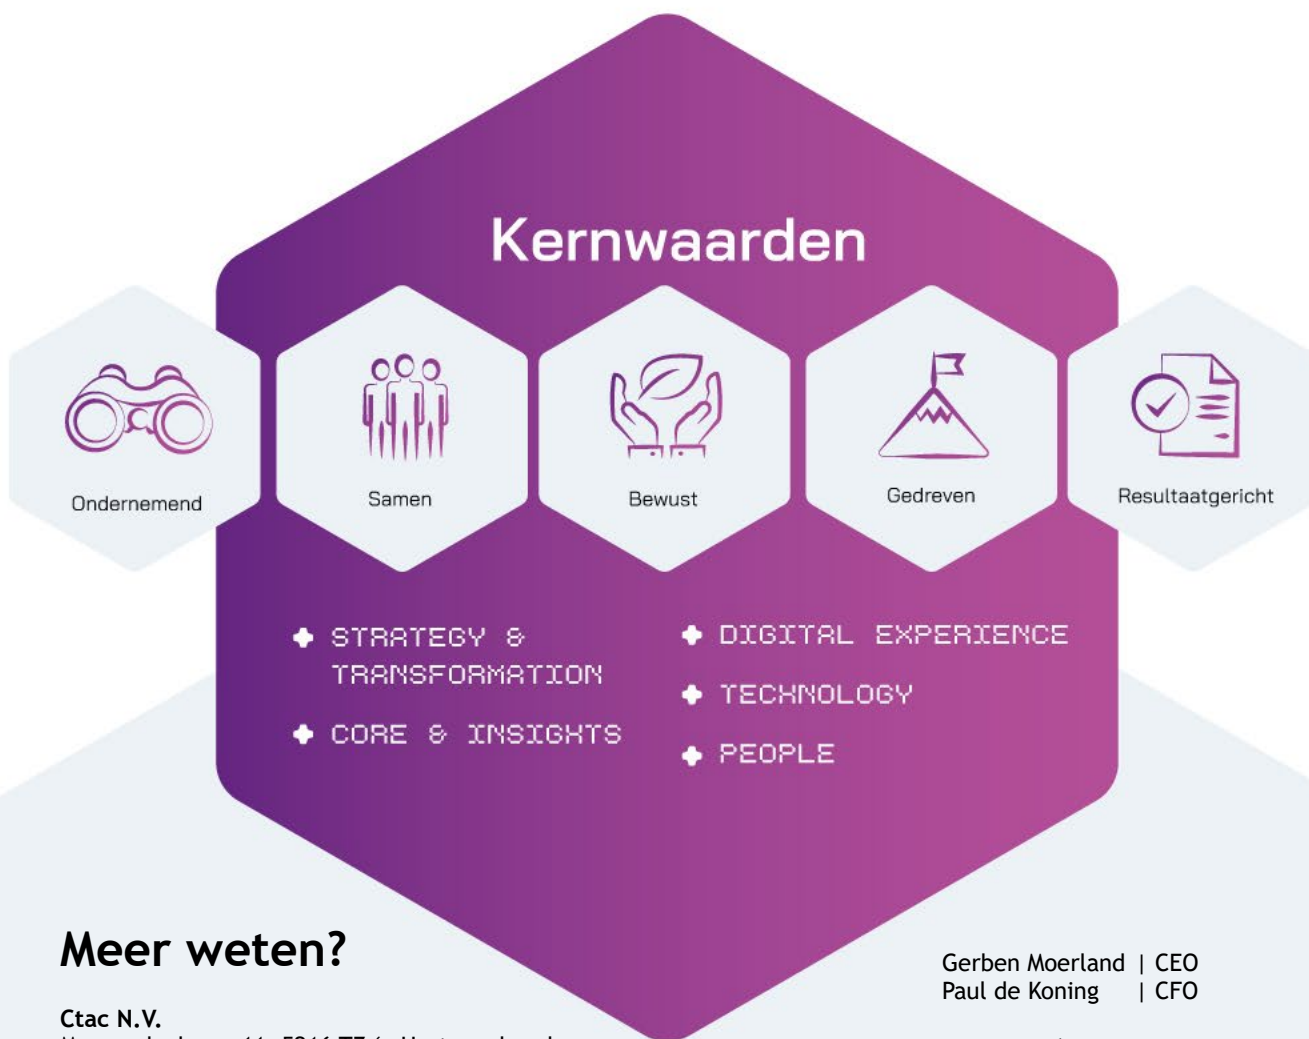 Kernwaarden
Ondernemend
Samen
Bewust
Gedreven
Resultaatgericht
STRATEGY &
TRANSFORMATION
CORE & INSIGHTS
DIGITAL EXPERIENCE
TECHNOLOGY
PEOPLE
Meer weten?
Ctac N.V.
Gerben Moerland | CEO
Paul de Koning | CFO